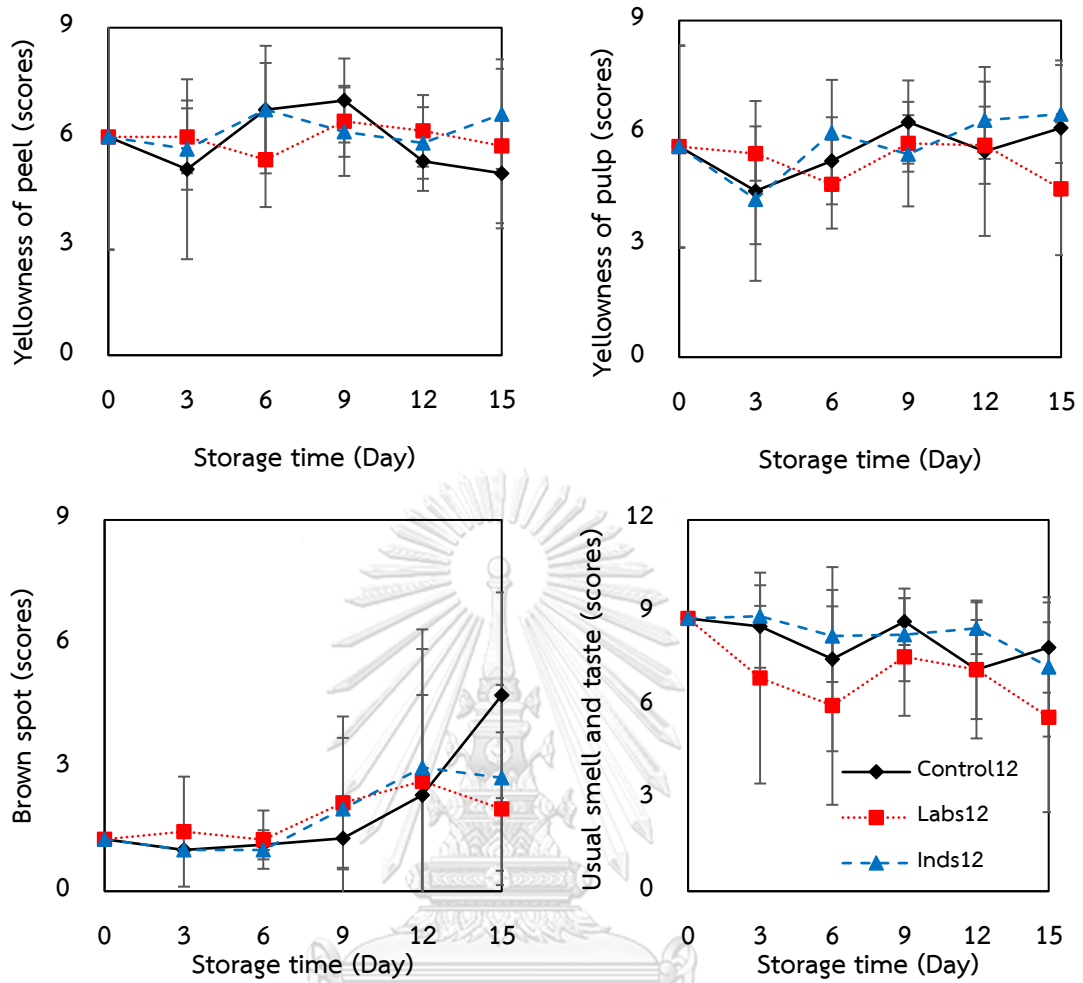 Yellowness of peel (scores)
9
6
3
0
0 3 6 9 12 15
Storage time (Day)
Yellowness of pulp (scores)
9
6
3
0
0 3 6 9 12 15
Storage time (Day)
Brown spot (scores)
9
6
3
0
0 3 6 9 12 15
Storage time (Day)
Usual smell and taste (scores)
12
9
6
3
0
Control12
Labs12
Inds12
0 3 6 9 12 15
Storage time (Day)